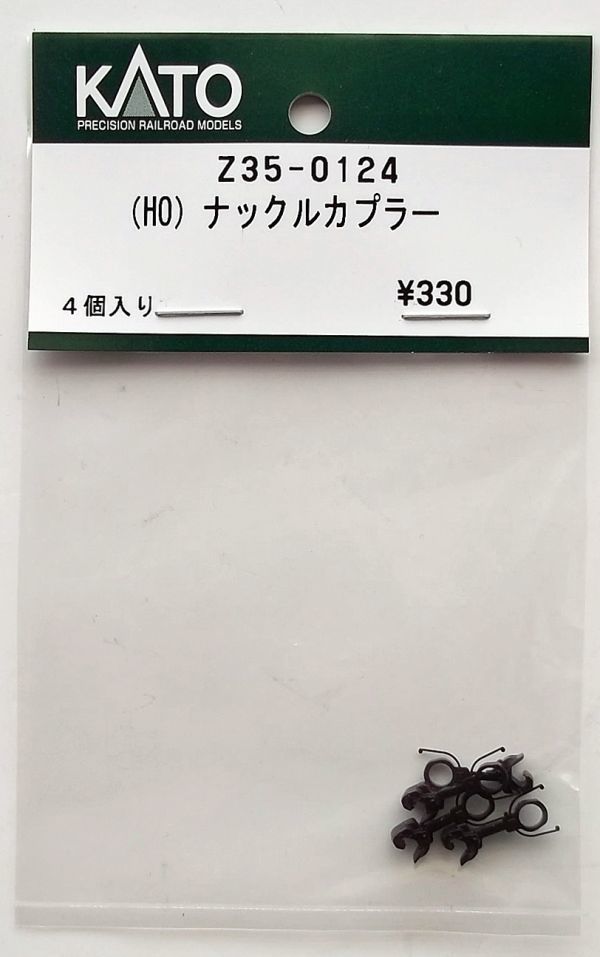 KATO
PRECISION RAILROAD MODELS
Z35-0124
(HO) ナックルカプラー
4個入り
¥330